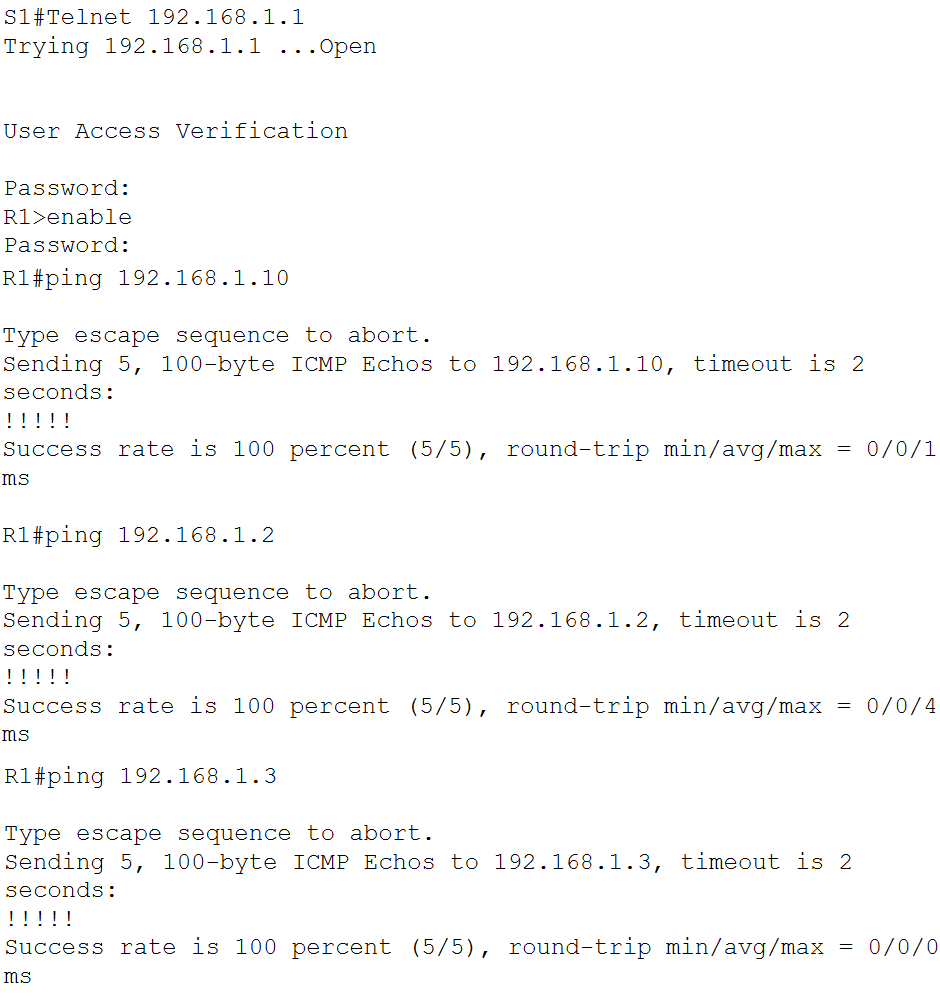 S1#Telnet 192.168.1.1
Trying 192.168.1.1 ...Open
User Access Verification
Password:
R1>enable
Password:
R1#ping 192.168.1.10
Type escape sequence to abort.
Sending 5, 100-byte ICMP Echos to 192.168.1.10, timeout is 2
seconds:
!!!!!
Success rate is 100 percent (5/5), round-trip min/avg/max = 0/0/1
ms
R1#ping 192.168.1.2
Type escape sequence to abort.
Sending 5, 100-byte ICMP Echos to 192.168.1.2, timeout is 2
seconds:
!!!!!
Success rate is 100 percent (5/5), round-trip min/avg/max = 0/0/4
ms
R1#ping 192.168.1.3
Type escape sequence to abort.
Sending 5, 100-byte ICMP Echos to 192.168.1.3, timeout is 2
seconds:
!!!!!
Success rate is 100 percent (5/5), round-trip min/avg/max = 0/0/0
ms